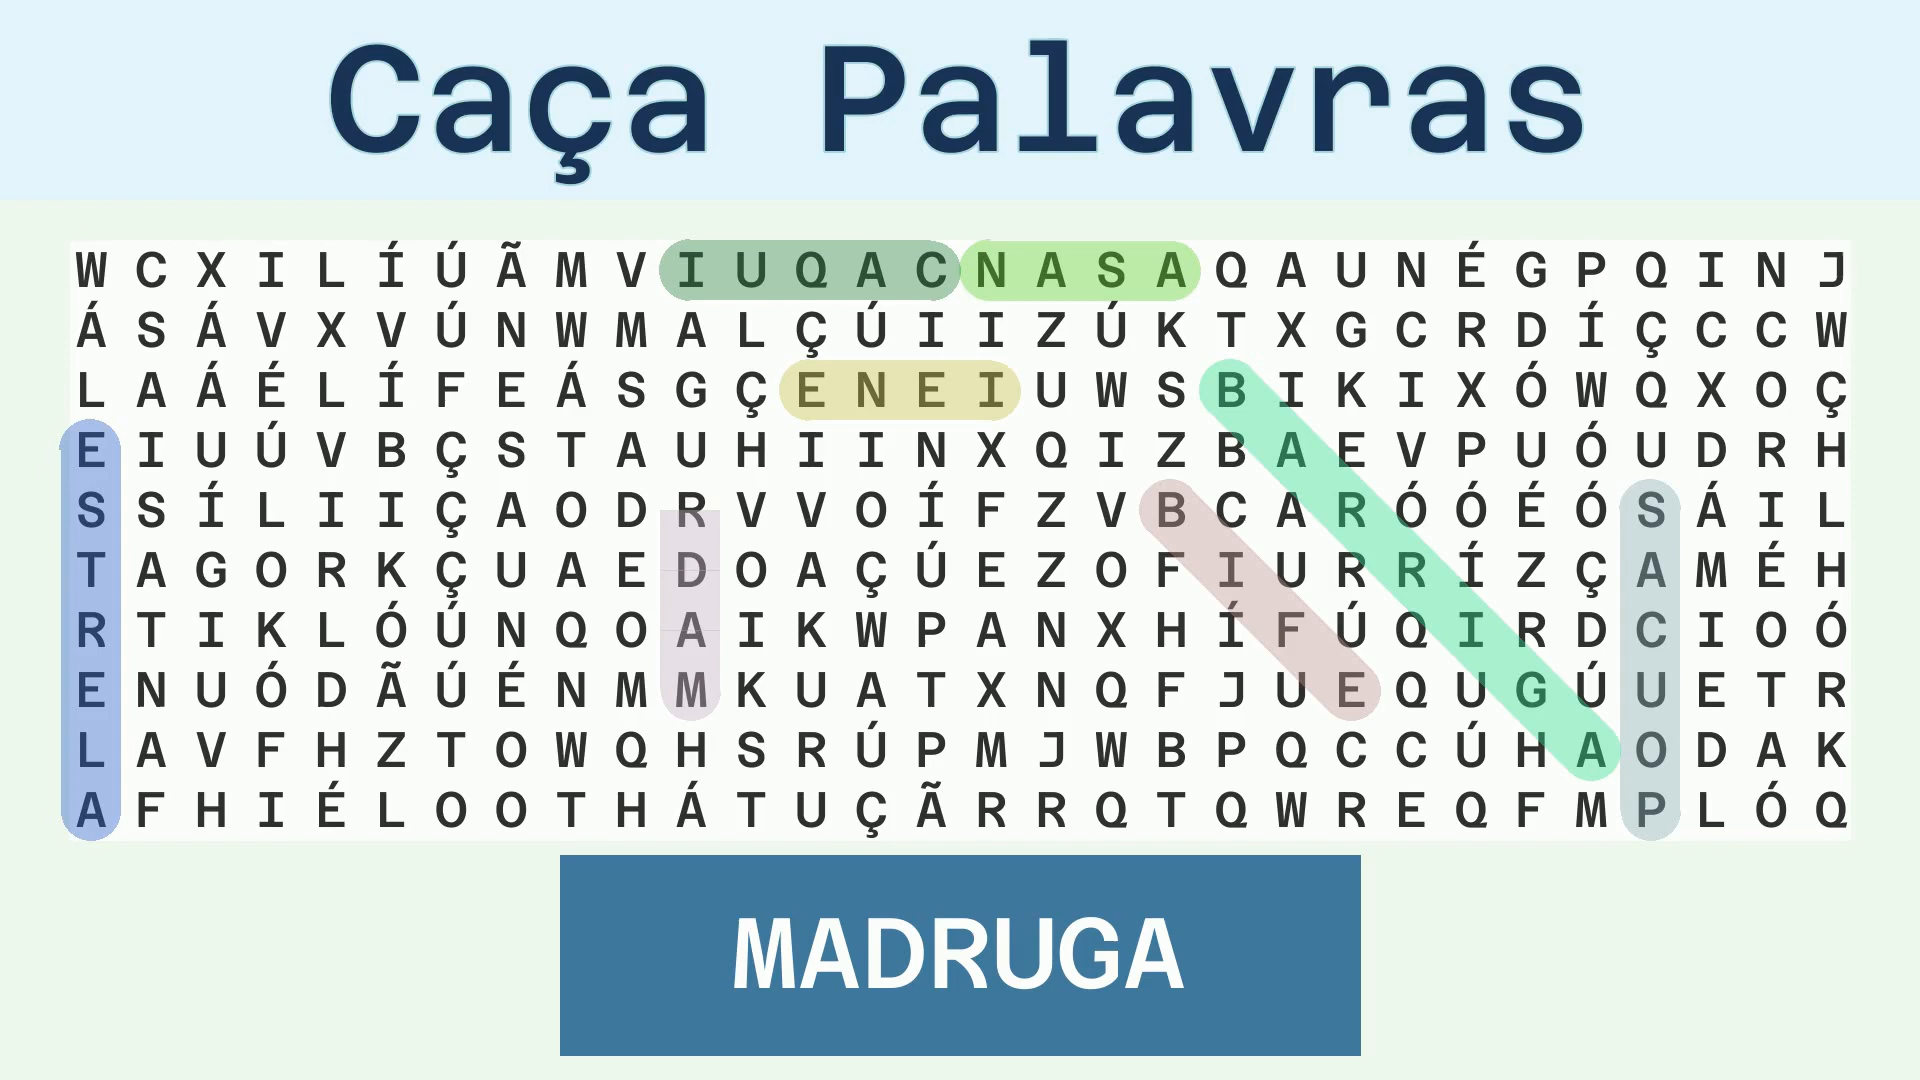 Caça Palavras
W C X I L Í Ú Ã M V I U Q A C N A S A Q A U N É G P Q I N J
Á S Á V X V Ú N W M A L Ç Ú I I Z Ú K T X G C R D Í Ç C C W
L A Á É L Í F E Á S G Ç E N E I U W S B I K I X Ó W Q X O Ç
E I U Ú V B Ç S T A U H I I N X Q I Z B A E V P U Ó U D R H
S S Í L I I Ç A O D R V V O Í F Z V B C A R Ó Ó É Ó S Á I L
T A G O R K Ç U A E D O A Ç Ú E Z O F I U R R Í Z Ç A M É H
R T I K L Ó Ú N Q O A I K W P A N X H Í F Ú Q I R D C I O Ó
E N U Ó D Ã Ú É N M M K U A T X N Q F J U E Q U G Ú U E T R
L A V F H Z T O W Q H S R Ú P M J W B P Q C C Ú H A O D A K
A F H I É L O O T H Á T U Ç Ã R R Q T Q W R E Q F M P L Ó Q
MADRUGA